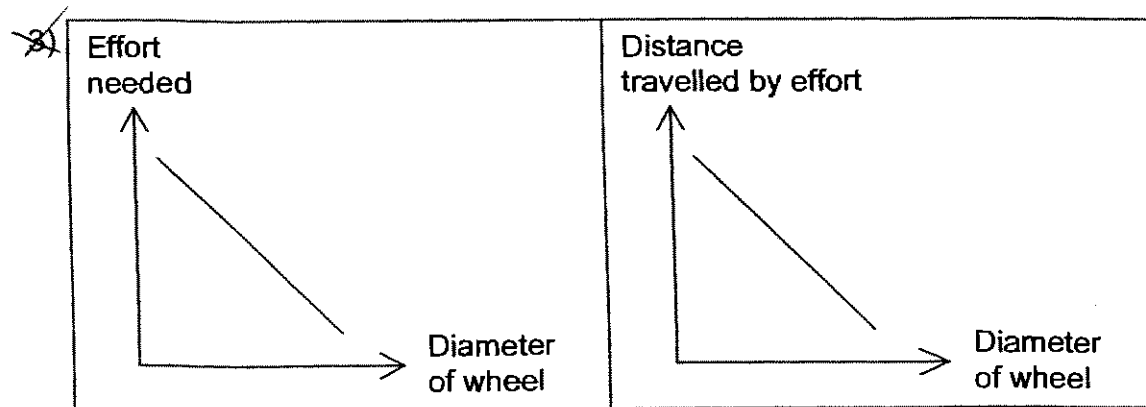 3)
Effort
needed
Diameter
of wheel
Distance
travelled by effort
Diameter
of wheel